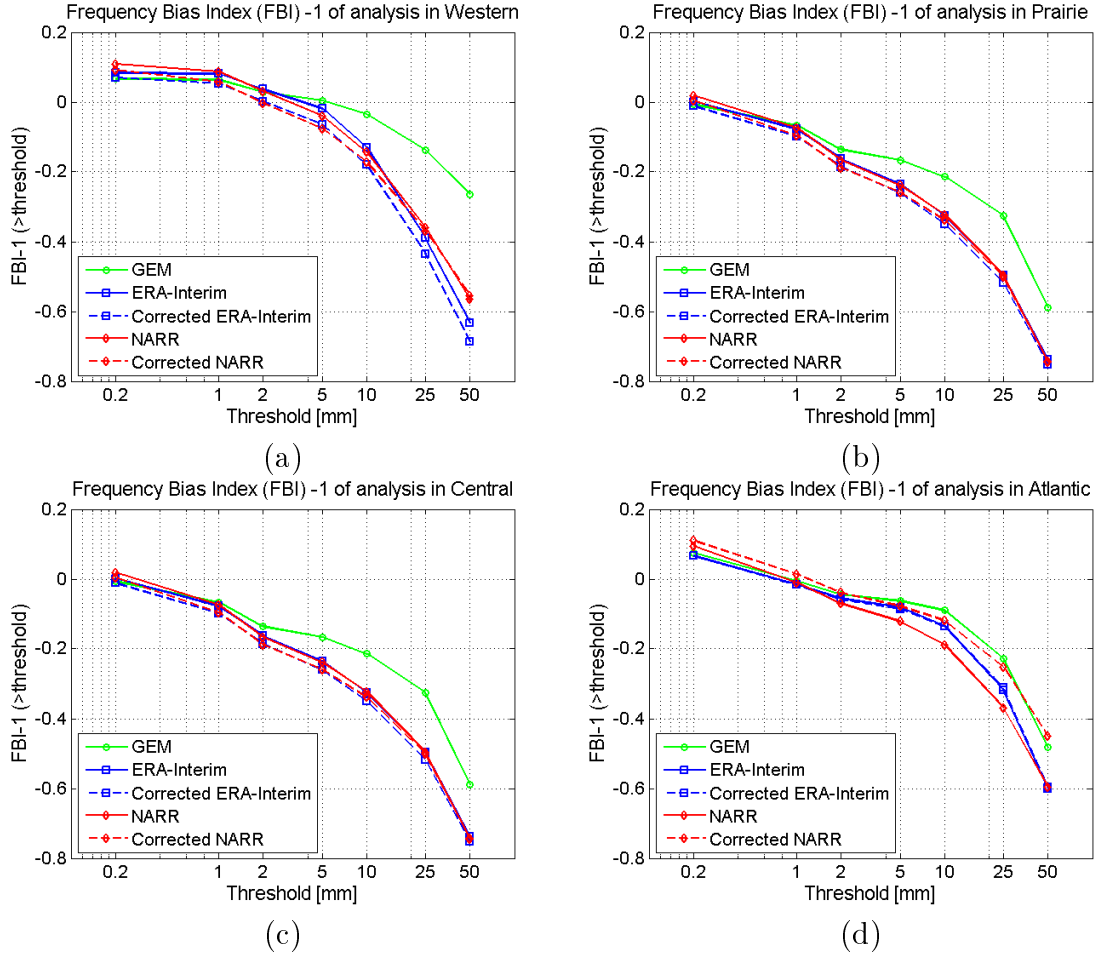 Frequency Bias Index (FBI) -1 of analysis in Western
0.2
0
-0.2
-0.4
-0.6
-0.8
FBI-1 (>threshold)
GEM
ERA-Interim
Corrected ERA-Interim
NARR
Corrected NARR
0.2 1 2 5 10 25 50
Threshold [mm]
(a)
Frequency Bias Index (FBI) -1 of analysis in Prairie
0.2
0
-0.2
-0.4
-0.6
-0.8
FBI-1 (>threshold)
GEM
ERA-Interim
Corrected ERA-Interim
NARR
Corrected NARR
0.2 1 2 5 10 25 50
Threshold [mm]
(b)
Frequency Bias Index (FBI) -1 of analysis in Central
0.2
0
-0.2
-0.4
-0.6
-0.8
FBI-1 (>threshold)
GEM
ERA-Interim
Corrected ERA-Interim
NARR
Corrected NARR
0.2 1 2 5 10 25 50
Threshold [mm]
(c)
Frequency Bias Index (FBI) -1 of analysis in Atlantic
0.2
0
-0.2
-0.4
-0.6
-0.8
FBI-1 (>threshold)
GEM
ERA-Interim
Corrected ERA-Interim
NARR
Corrected NARR
0.2 1 2 5 10 25 50
Threshold [mm]
(d)